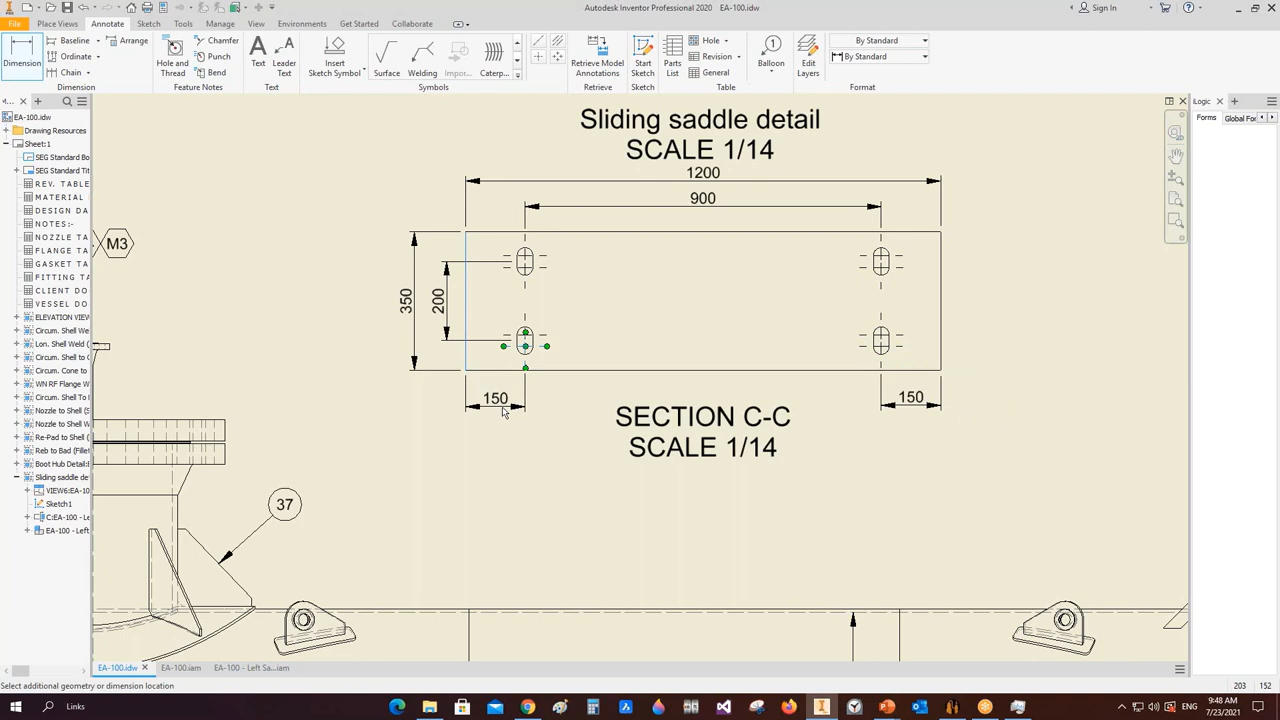 Autodesk Inventor Professional 2020 EA-100.idw
Sign In
File Place Views Annotate Sketch Tools Manage View Environments Get Started Collaborate
Dimension
Baseline
Ordinate
Chain
Arrange
Dimension
Hole and Thread
Chamfer
Punch
Bend
Feature Notes
Text
Leader Text
Text
Insert Sketch Symbol
Surface
Welding
Impor...
Caterp...
Symbols
Retrieve Model Annotations
Retrieve
Start Sketch
Sketch
Parts List
Hole
Revision
General
Table
Balloon
Edit Layers
By Standard
By Standard
Format
EA-100.idw
Drawing Resources
Sheet:1
SEG Standard Bo
SEG Standard Titl
REV. TABLE
MATERIAL
DESIGN DA
NOTES:-
NOZZLE TA
FLANGE TA
GASKET TA
FITTING TA
CLIENT DO
VESSEL DO
ELEVATION VIEW
Circum. Shell We
Lon. Shell Weld (
Circum. Shell to C
Circum. Cone to
WN RF Flange W
Circum. Shell To
Nozzle to Shell (
Nozzle to Shell W
Re-Pad to Shell (
Reb to Bad (Fillet
Boot Hub Detail:E
Sliding saddle de
VIEW6:EA-10
Sketch1
C:EA-100 - Le
EA-100 - Left
Logic
Forms Global Fo
Sliding saddle detail
SCALE 1/14
1200
900
350
200
150
150
SECTION C-C
SCALE 1/14
M3
37
EA-100.idw EA-100.iam EA-100 - Left Sa...iam
Select additional geometry or dimension location
203 152
Links
9:48 AM
7/23/2021